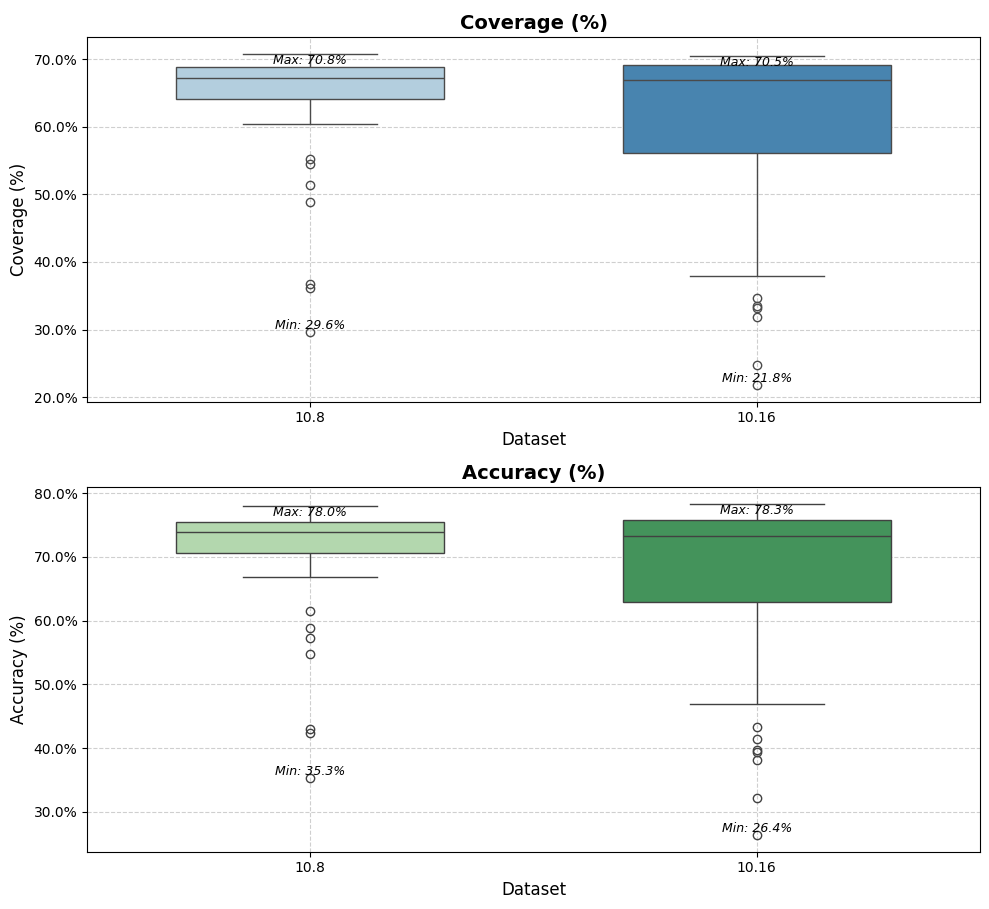 Coverage (%)
70.0%
60.0%
50.0%
40.0%
30.0%
20.0%
Coverage (%)
Max: 70.8%
Max: 70.5%
Min: 29.6%
Min: 21.8%
10.8
10.16
Dataset
Accuracy (%)
80.0%
70.0%
60.0%
50.0%
40.0%
30.0%
Accuracy (%)
Max: 78.0%
Max: 78.3%
Min: 35.3%
Min: 26.4%
10.8
10.16
Dataset